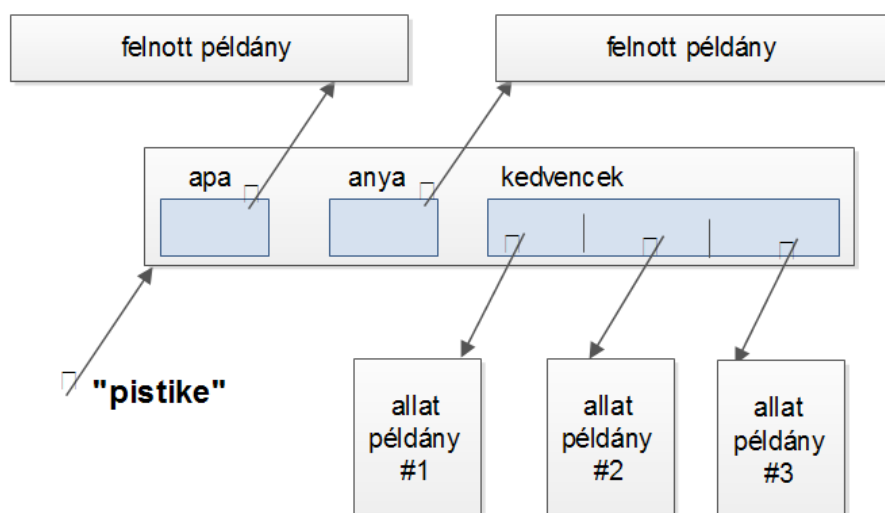 felnott példány
felnott példány
apa
anya
kedvencek
"pistike"
allat
példány
#1
allat
példány
#2
allat
példány
#3